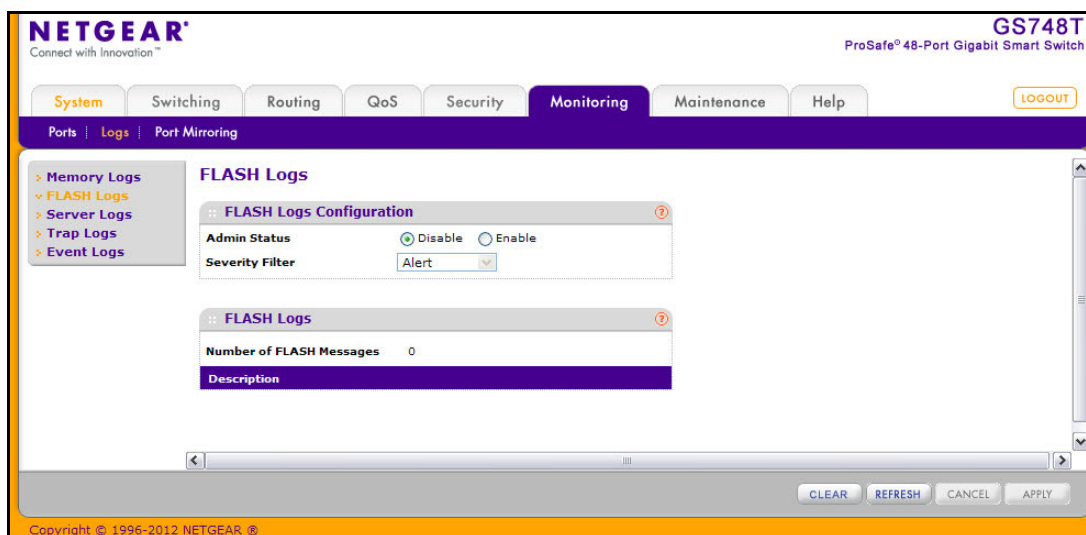 NETGEAR®
Connect with Innovation™
GS748T
ProSafe® 48-Port Gigabit Smart Switch
System Switching Routing QoS Security Monitoring Maintenance Help LOGOUT
Ports | Logs | Port Mirroring
Memory Logs
FLASH Logs
Server Logs
Trap Logs
Event Logs
FLASH Logs
FLASH Logs Configuration ?
Admin Status Disable Enable
Severity Filter Alert
FLASH Logs ?
Number of FLASH Messages 0
Description
CLEAR REFRESH CANCEL APPLY
Copyright © 1996-2012 NETGEAR ®